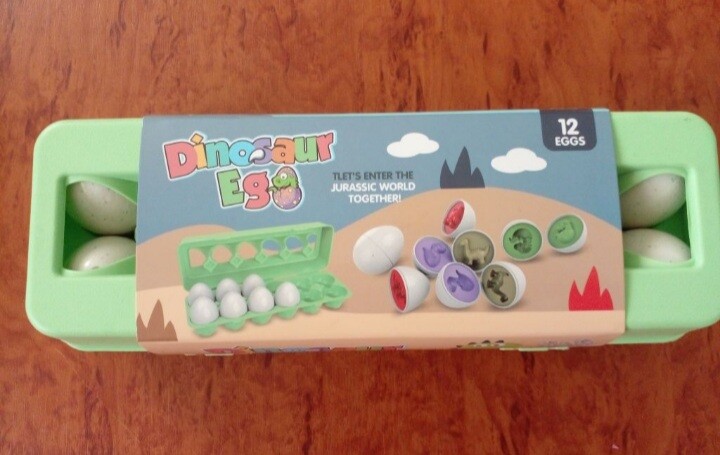 Dinosaur
Egg
TLET'S ENTER THE
JURASSIC WORLD
TOGETHER!
12
EGGS